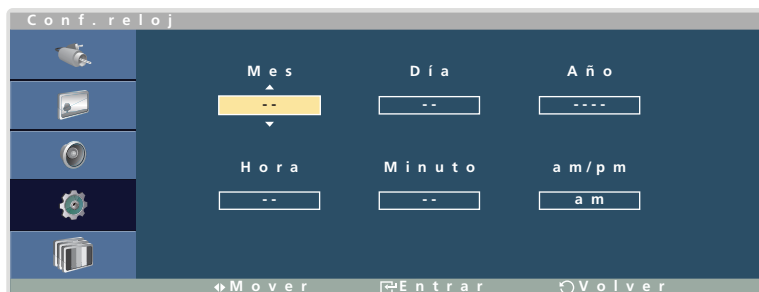 Conf. reloj
Mes Día Año
-- -- ----
Hora Minuto am/pm
-- -- am
Mover Entrar Volver